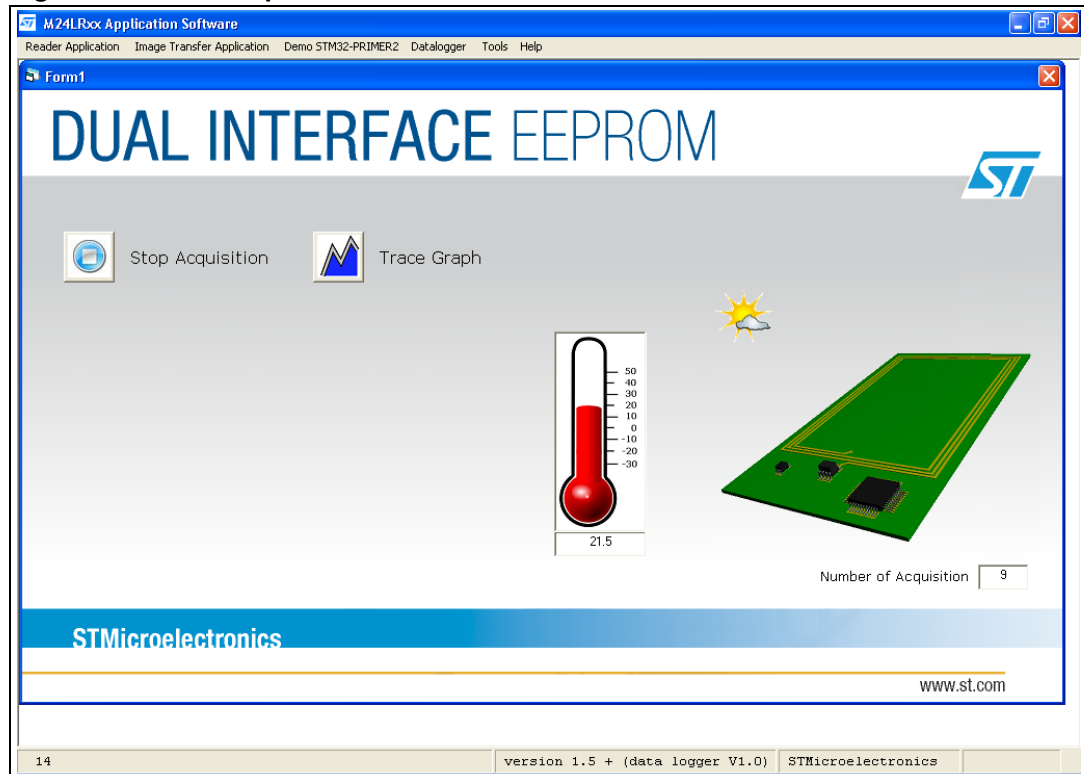 M24LRxx Application Software
Reader Application Image Transfer Application Demo STM32-PRIMER2 Datalogger Tools Help
Form1
DUAL INTERFACE EEPROM
ST
Stop Acquisition Trace Graph
50
40
30
20
10
0
-10
-20
-30
21.5
Number of Acquisition 9
STMicroelectronics
www.st.com
14 version 1.5 + (data logger V1.0) STMicroelectronics